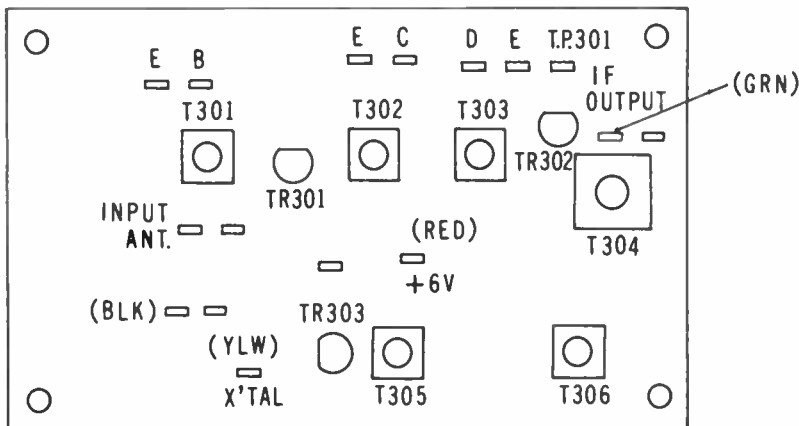 E B
E C
D E T.P.301
IF
OUTPUT
(GRN)
T301
T302
T303
TR301
TR302
INPUT
ANT.
(RED)
+6V
T304
(BLK)
TR303
(YLW)
X'TAL
T305
T306